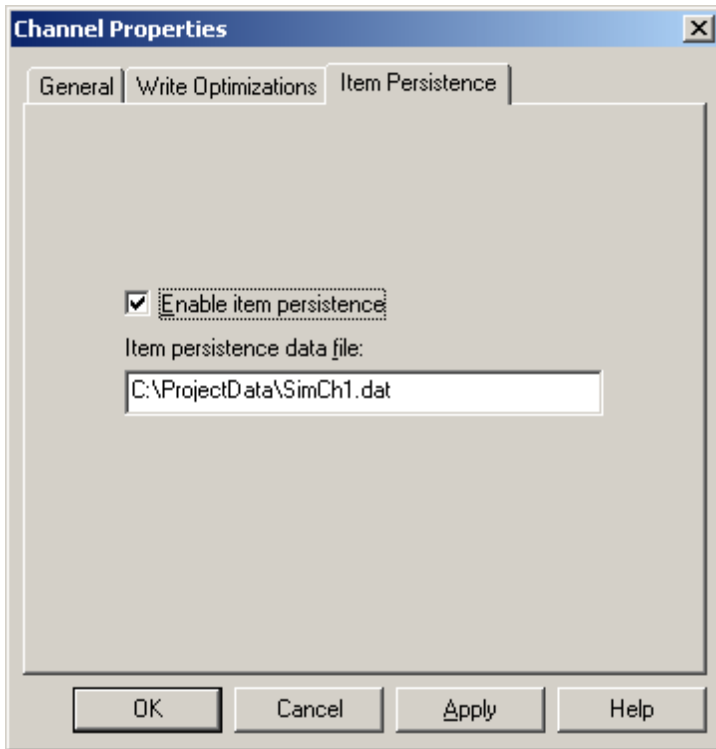 Channel Properties
General Write Optimizations Item Persistence
Enable item persistence
Item persistence data file:
C:\ProjectData\SimCh1.dat
OK Cancel Apply Help